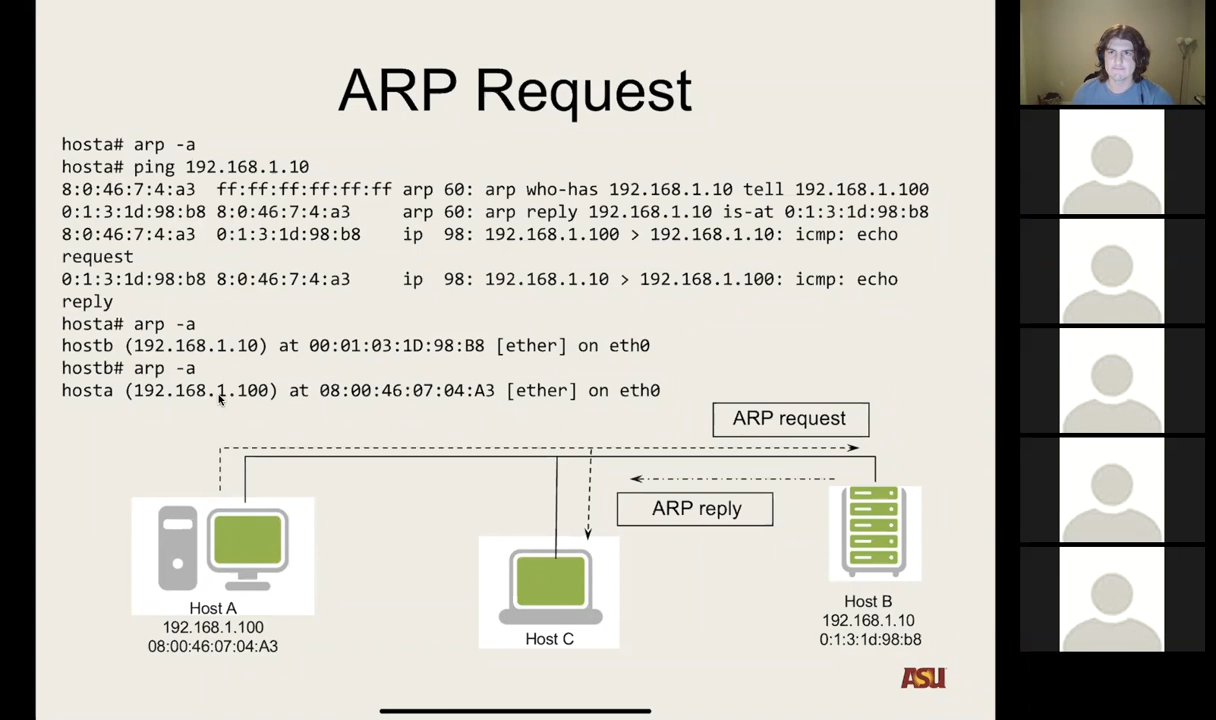 ARP Request
hosta# arp -a
hosta# ping 192.168.1.10
8:0:46:7:4:a3  ff:ff:ff:ff:ff:ff arp 60: arp who-has 192.168.1.10 tell 192.168.1.100
0:1:3:1d:98:b8 8:0:46:7:4:a3     arp 60: arp reply 192.168.1.10 is-at 0:1:3:1d:98:b8
8:0:46:7:4:a3  0:1:3:1d:98:b8    ip  98: 192.168.1.100 > 192.168.1.10: icmp: echo
request
0:1:3:1d:98:b8 8:0:46:7:4:a3     ip  98: 192.168.1.10 > 192.168.1.100: icmp: echo
reply
hosta# arp -a
hostb (192.168.1.10) at 00:01:03:1D:98:B8 [ether] on eth0
hostb# arp -a
hosta (192.168.1.100) at 08:00:46:07:04:A3 [ether] on eth0
ARP request
ARP reply
Host A
192.168.1.100
08:00:46:07:04:A3
Host C
Host B
192.168.1.10
0:1:3:1d:98:b8
ASU